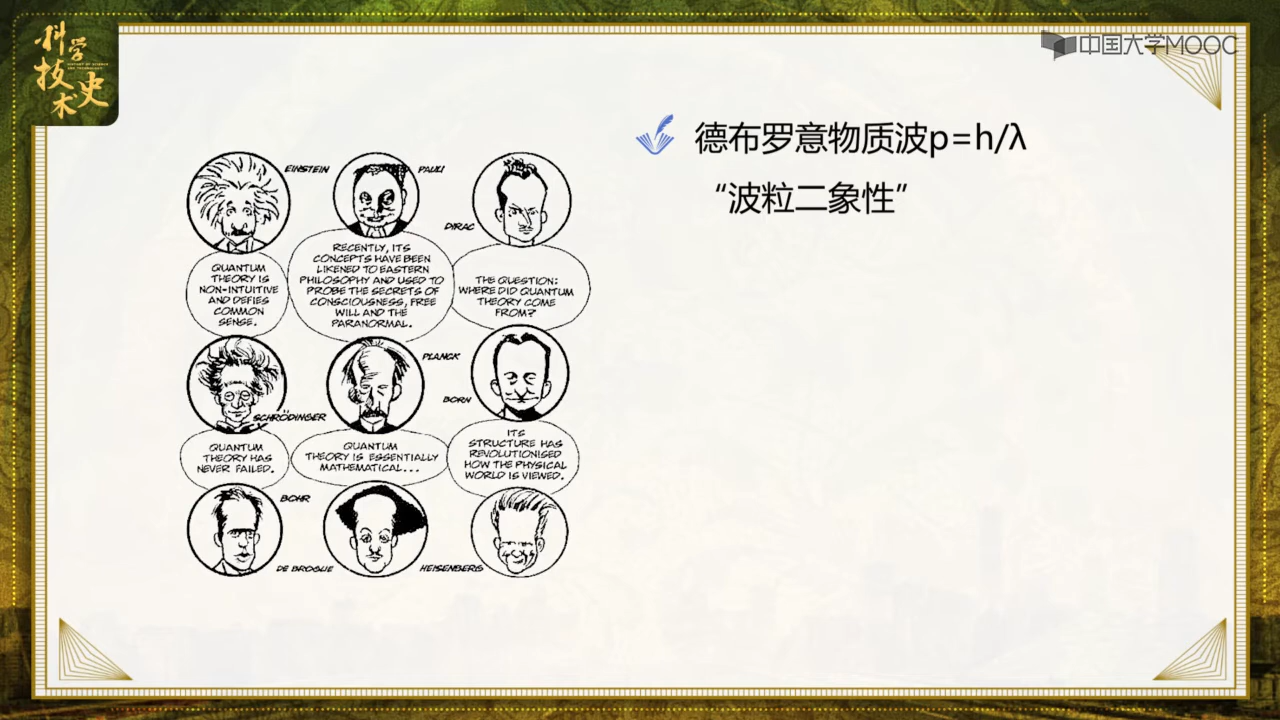 科学
技术史
HISTORY OF SCIENCE
AND TECHNOLOGY
中国大学MOOC
德布罗意物质波p=h/λ
“波粒二象性”
EINSTEIN
PAULI
DIRAC
QUANTUM
THEORY IS
NON-INTUITIVE
AND DEFIES
COMMON
SENSE.
RECENTLY, ITS
CONCEPTS HAVE BEEN
LIKENED TO EASTERN
PHILOSOPHY AND USED TO
PROBE THE SECRETS OF
CONSCIOUSNESS, FREE
WILL AND THE
PARANORMAL.
THE QUESTION:
WHERE DID QUANTUM
THEORY COME
FROM?
SCHRÖDINGER
PLANCK
BORN
QUANTUM
THEORY HAS
NEVER FAILED.
QUANTUM
THEORY IS ESSENTIALLY
MATHEMATICAL...
ITS
STRUCTURE HAS
REVOLUTIONISED
HOW THE PHYSICAL
WORLD IS VIEWED.
BOHR
DE BROGLIE
HEISENBERG